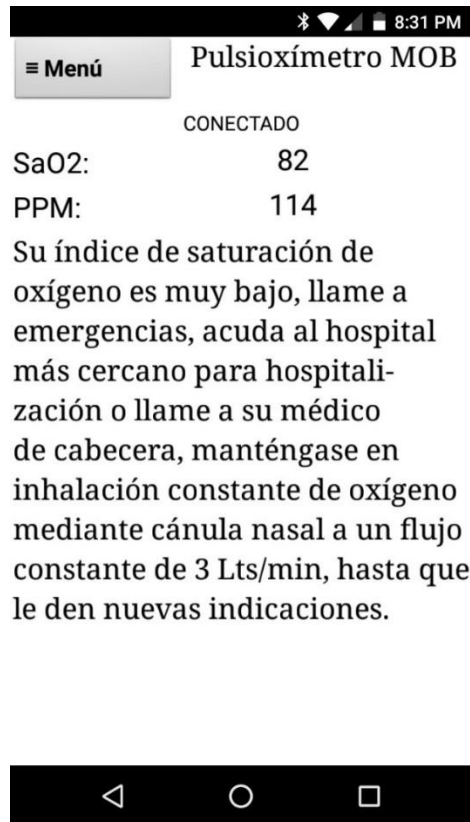 8:31 PM
≡ Menú
Pulsioxímetro MOB
CONECTADO
SaO2: 82
PPM: 114
Su índice de saturación de
oxígeno es muy bajo, llame a
emergencias, acuda al hospital
más cercano para hospitali-
zación o llame a su médico
de cabecera, manténgase en
inhalación constante de oxígeno
mediante cánula nasal a un flujo
constante de 3 Lts/min, hasta que
le den nuevas indicaciones.